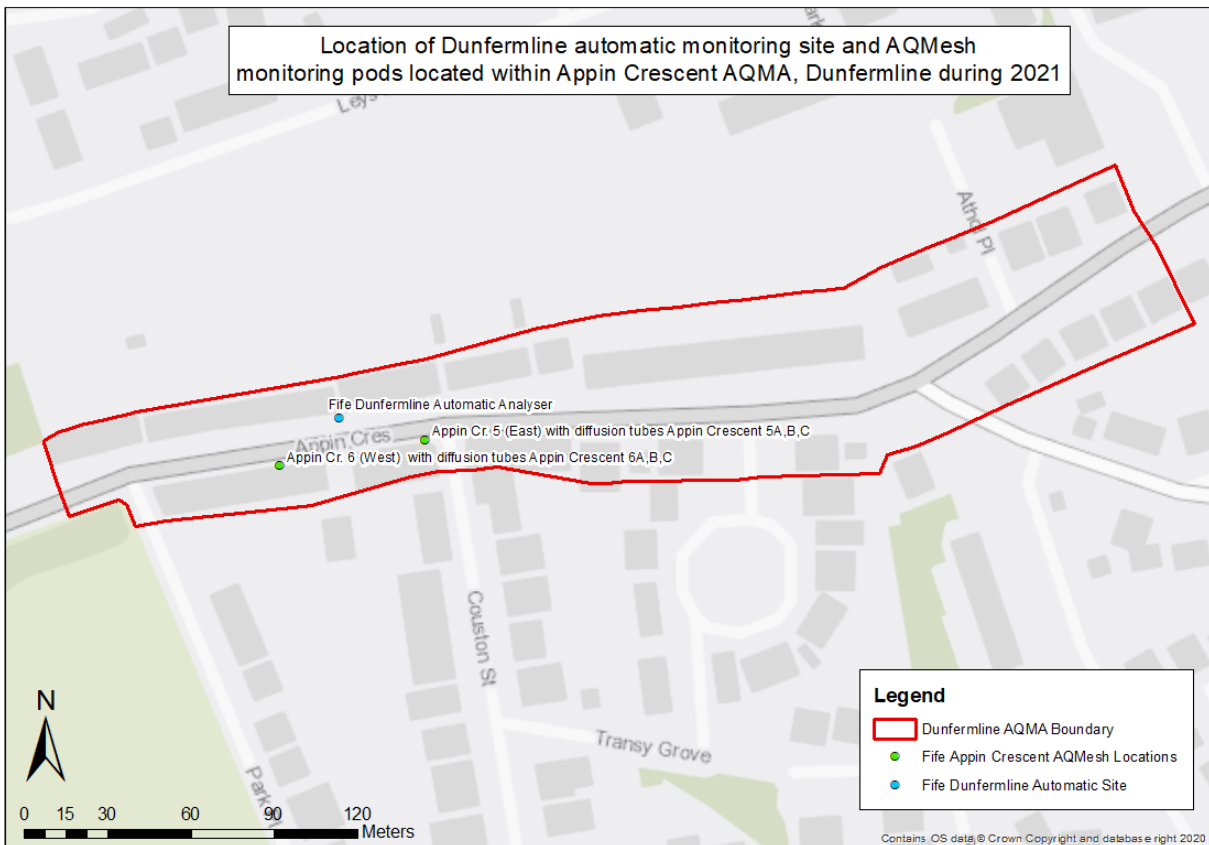 Location of Dunfermline automatic monitoring site and AQMesh
monitoring pods located within Appin Crescent AQMA, Dunfermline during 2021
Leys
Athol Pl
Fife Dunfermline Automatic Analyser
Appin Cres
Appin Cr. 5 (East) with diffusion tubes Appin Crescent 5A,B,C
Appin Cr. 6 (West) with diffusion tubes Appin Crescent 6A,B,C
Couston St
Transy Grove
Park Pl
N
0 15 30 60 90 120
Meters
Legend
Dunfermline AQMA Boundary
Fife Appin Crescent AQMesh Locations
Fife Dunfermline Automatic Site
Contains OS data © Crown Copyright and database right 2020